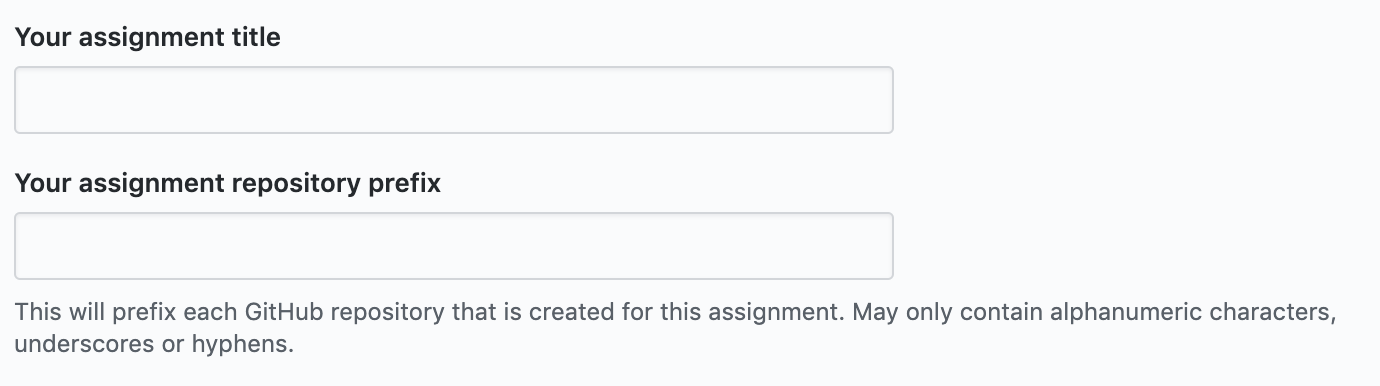 Your assignment title
Your assignment repository prefix
This will prefix each GitHub repository that is created for this assignment. May only contain alphanumeric characters,
underscores or hyphens.